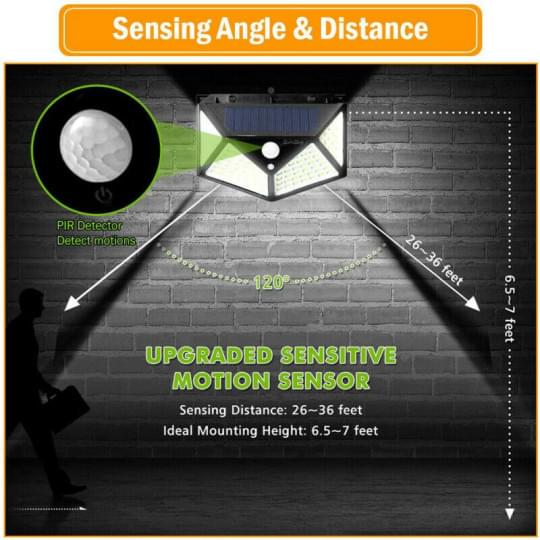 Sensing Angle & Distance
PIR Detector
Detect motions
120°
26~36 feet
6.5~7 feet
UPGRADED SENSITIVE
MOTION SENSOR
Sensing Distance: 26~36 feet
Ideal Mounting Height: 6.5~7 feet